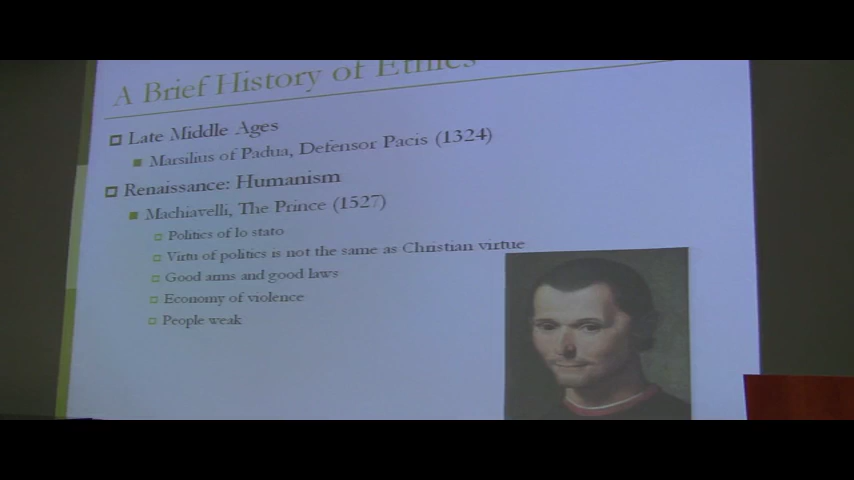 A Brief History of Ethics
Late Middle Ages
Marsilius of Padua, Defensor Pacis (1324)
Renaissance: Humanism
Machiavelli, The Prince (1527)
Politics of lo stato
Virtu of politics is not the same as Christian virtue
Good arms and good laws
Economy of violence
People weak